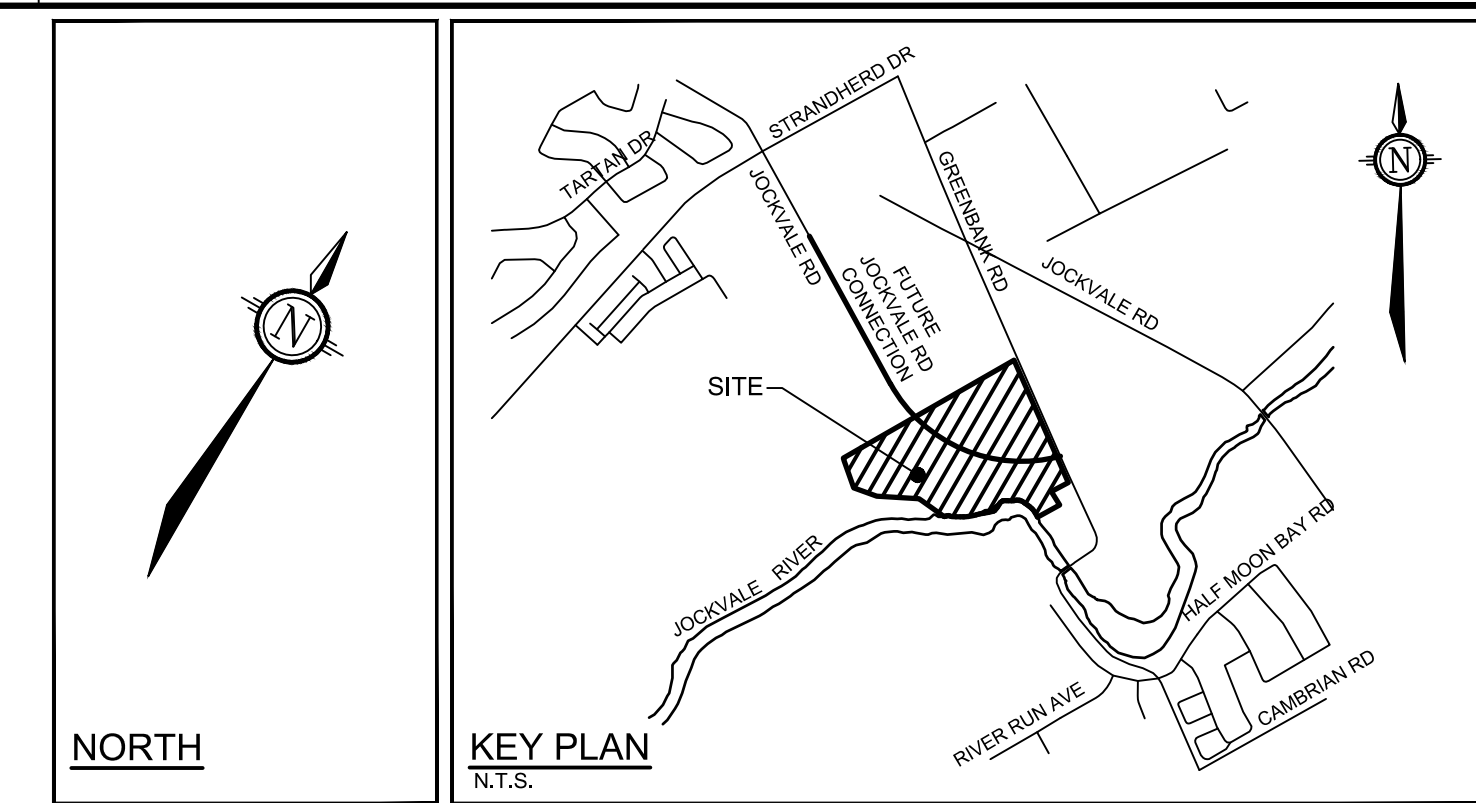 NORTH
N
KEY PLAN
N.T.S.
STRANDHERD DR
TARTAN DR
JOCKVALE RD
GREENBANK RD
N
FUTURE
JOCKVALE RD
CONNECTION
JOCKVALE RD
SITE
JOCKVALE RIVER
HALF MOON BAY RD
RIVER RUN AVE
CAMBRIAN RD